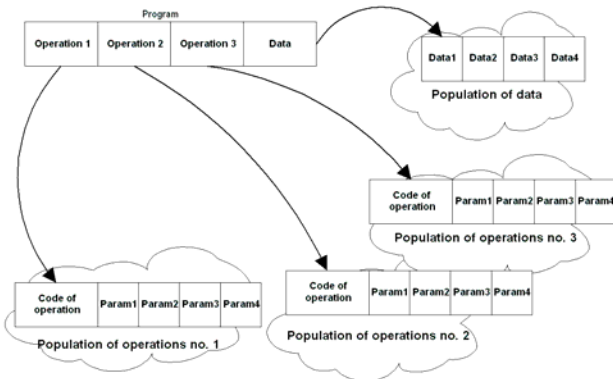 Program
Operation 1 Operation 2 Operation 3 Data
Data1 Data2 Data3 Data4
Population of data
Code of
operation
Param1 Param2 Param3 Param4
Population of operations no. 3
Code of
operation
Param1 Param2 Param3 Param4
Population of operations no. 2
Code of
operation
Param1 Param2 Param3 Param4
Population of operations no. 1